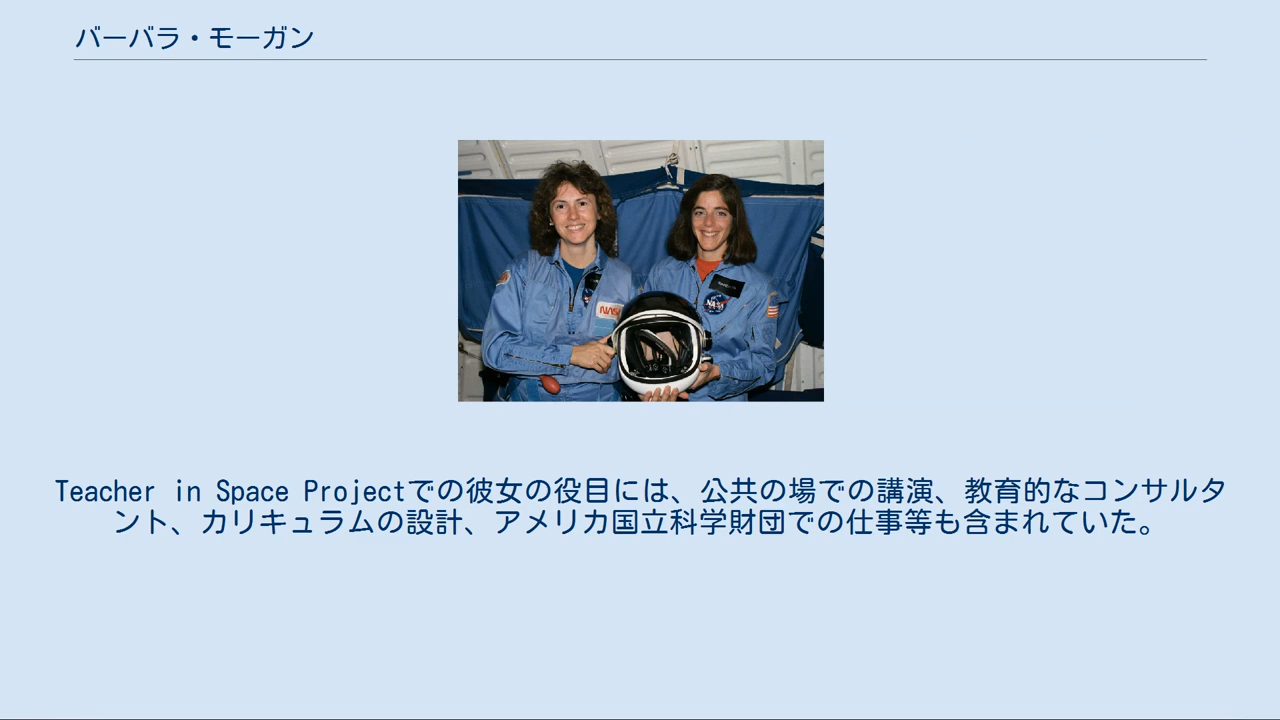 バーバラ・モーガン
NASA
NASA
Teacher in Space Projectでの彼女の役目には、公共の場での講演、教育的なコンサルタ
ント、カリキュラムの設計、アメリカ国立科学財団での仕事等も含まれていた。